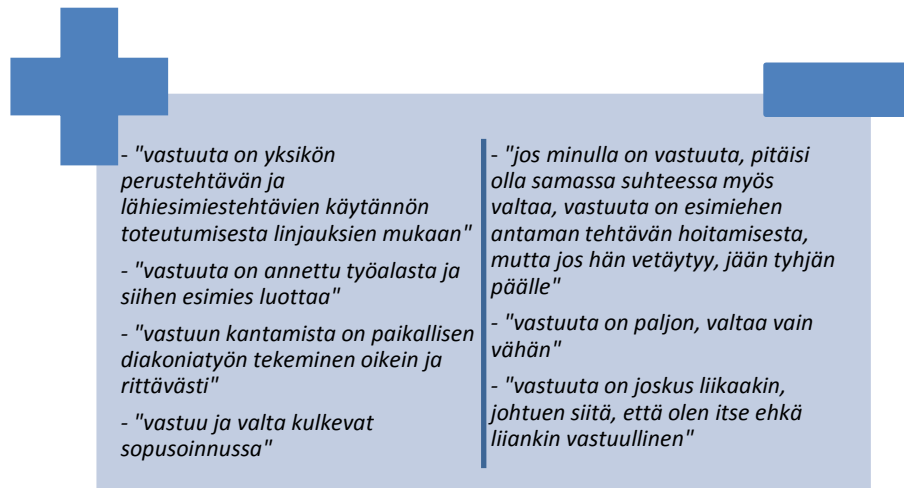 - "vastuuta on yksikön
perustehtävän ja
lähiesimiestehtävien käytännön
toteutumisesta linjauksien mukaan"
- "vastuuta on annettu työalasta ja
siihen esimies luottaa"
- "vastuun kantamista on paikallisen
diakoniatyön tekeminen oikein ja
rittävästi"
- "vastuu ja valta kulkevat
sopusoinnussa"
- "jos minulla on vastuuta, pitäisi
olla samassa suhteessa myös
valtaa, vastuuta on esimiehen
antaman tehtävän hoitamisesta,
mutta jos hän vetäytyy, jään tyhjän
päälle"
- "vastuuta on paljon, valtaa vain
vähän"
- "vastuuta on joskus liikaakin,
johtuen siitä, että olen itse ehkä
liiankin vastuullinen"